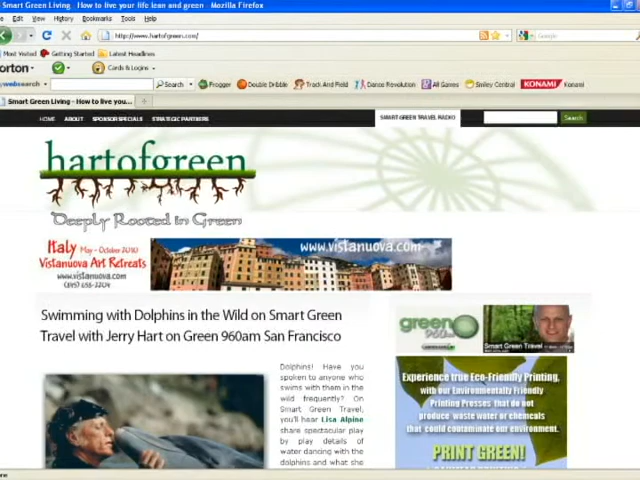 Smart Green Living - How to live your life lean and green - Mozilla Firefox
Edit View History Bookmarks Tools Help
http://www.hartofgreen.com/
Google
Most Visited Getting Started Latest Headlines
orton Cards & Logins
mywebsearch Search Frogger Double Dribble Track And Field Dance Revolution All Games Smiley Central KONAMI Konami
Smart Green Living - How to live you...
HOME ABOUT SPONSOR SPECIALS STRATEGIC PARTNERS SMART GREEN TRAVEL RADIO Search
hartofgreen
Deeply Rooted in Green
Italy May - October 2010
Vistanuova Art Retreats
www.vistanuova.com
www.vistanuova.com
Swimming with Dolphins in the Wild on Smart Green
Travel with Jerry Hart on Green 960am San Francisco
green 960am
Smart Green Travel
Dolphins! Have you
spoken to anyone who
swims with them in the
wild frequently? On
Smart Green Travel,
you'll hear Lisa Alpine
share spectacular play
by play details of
water dancing with the
dolphins and what she
Experience true Eco-Friendly Printing,
with our Environmentally Friendly
Printing Presses that do not
produce waste water or chemicals
that could contaminate our environment.
PRINT GREEN!